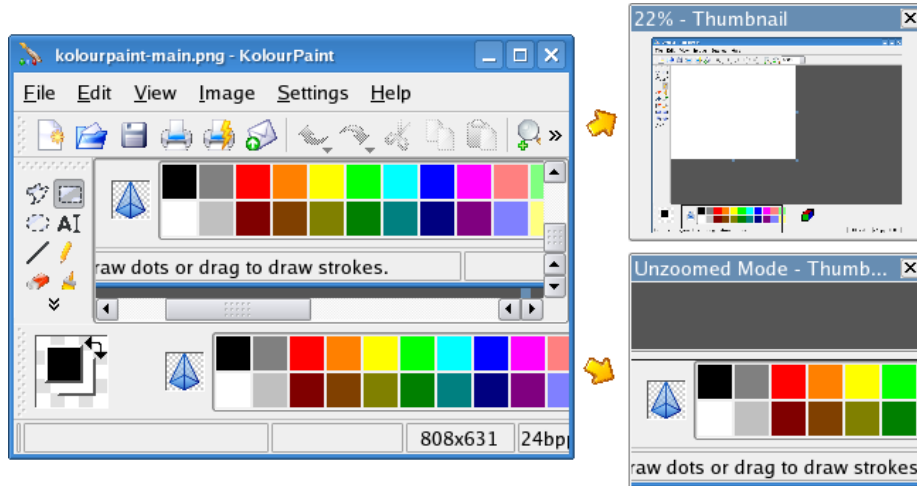 kolourpaint-main.png - KolourPaint
File Edit View Image Settings Help
»
AI
raw dots or drag to draw strokes.
808x631 24bp
22% - Thumbnail
Unzoomed Mode - Thumb...
raw dots or drag to draw strokes